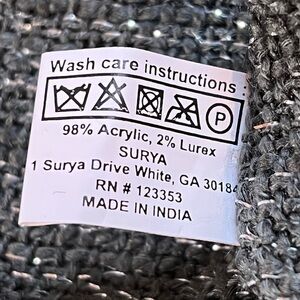 Wash care instructions :
P
98% Acrylic, 2% Lurex
SURYA
1 Surya Drive White, GA 30184
RN # 123353
MADE IN INDIA